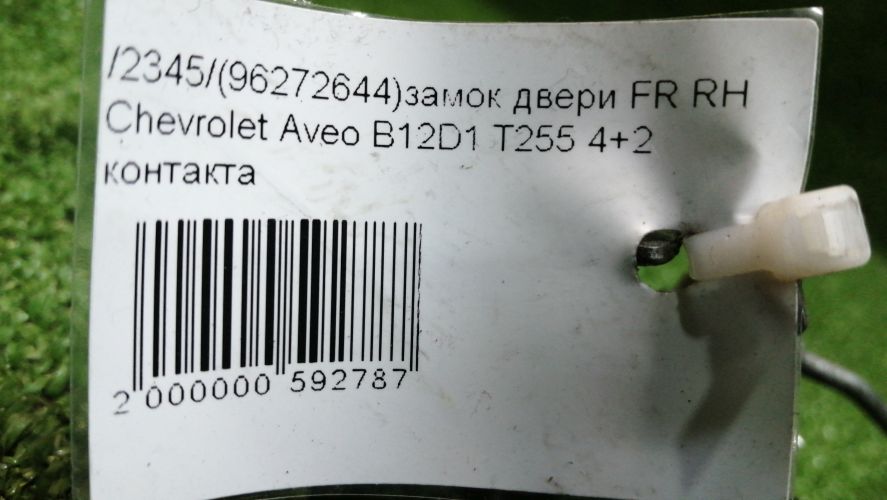 /2345/(96272644)замок двери FR RH
Chevrolet Aveo B12D1 T255 4+2
контакта
2 000000 592787